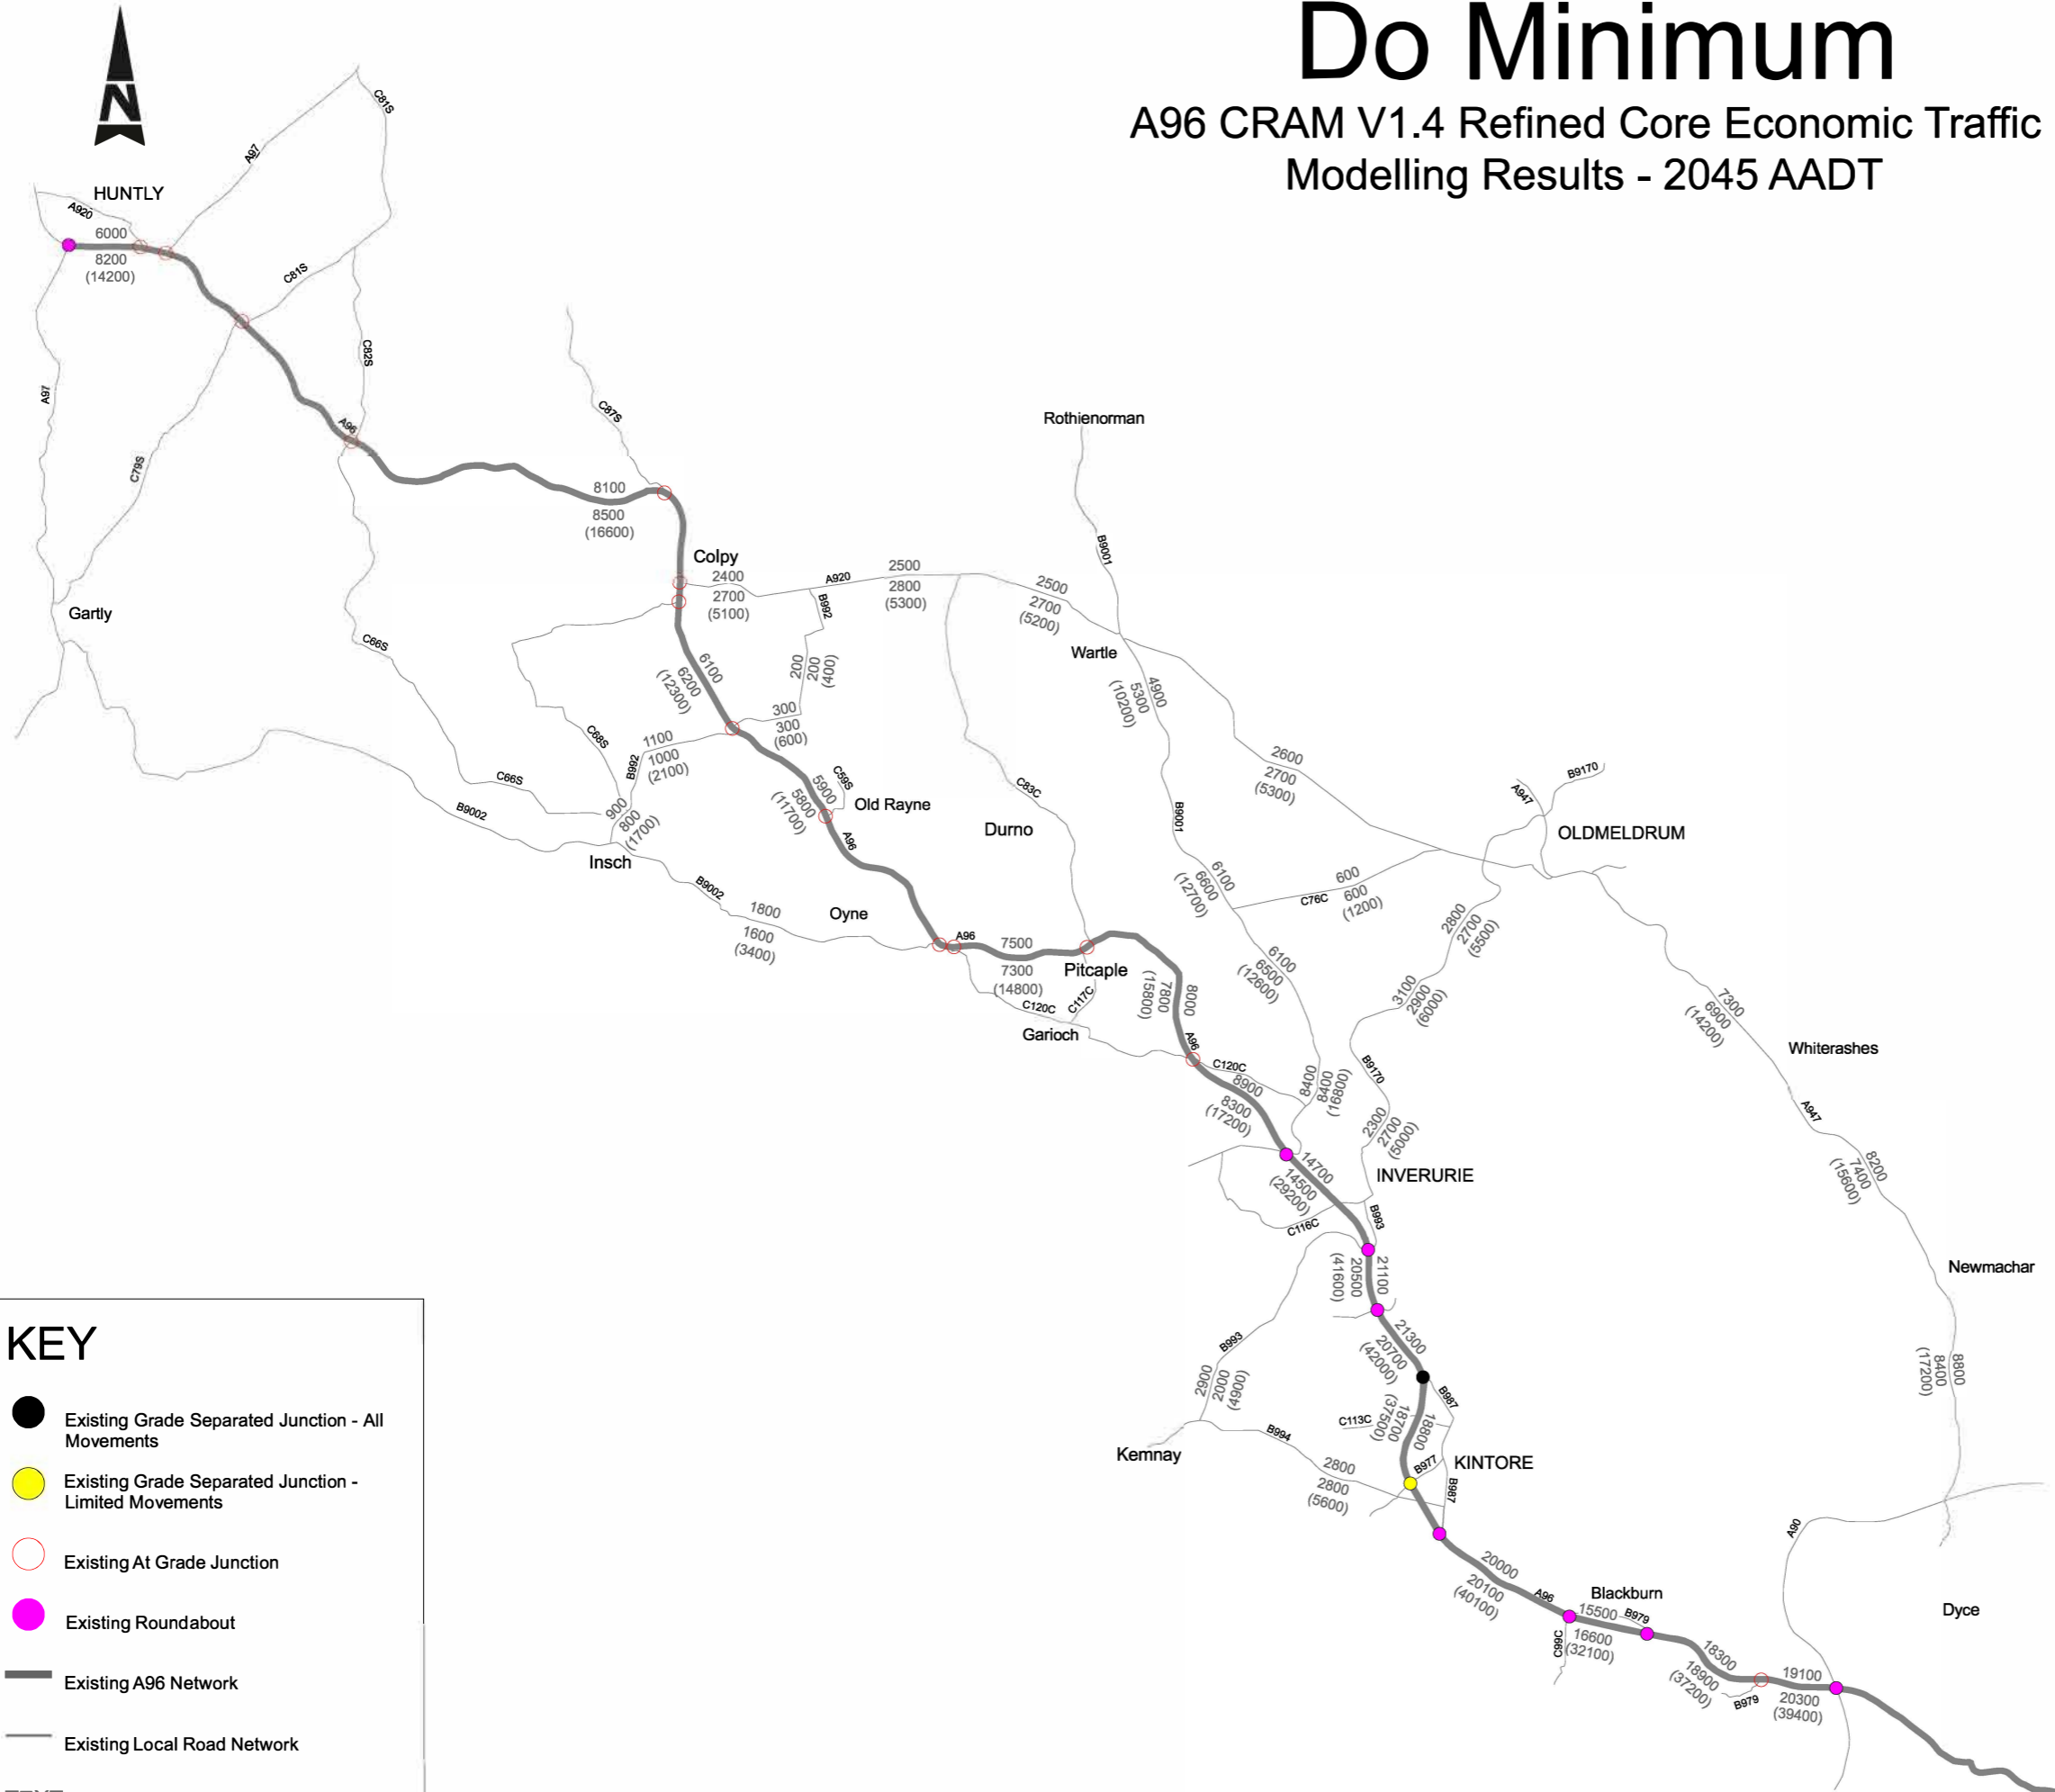 Do Minimum
A96 CRAM V1.4 Refined Core Economic Traffic
Modelling Results - 2045 AADT
N
HUNTLY
A920
6000
8200
(14200)
A97
C81S
C81S
C82S
A97
C79S
A96
Gartly
C66S
C66S
C87S
8100
8500
(16600)
Colpy
2400
2700
(5100)
A920
2500
2800
(5300)
B992
200
200
(400)
2500
2700
(5200)
Rothienorman
B9001
Wartle
6100
6200
(12300)
300
300
(600)
1100
1000
(2100)
C68S
B992
900
800
(1700)
Insch
B9002
B9002
C59S
5900
5800
(11700)
Old Rayne
A96
C83C
Durno
4900
5300
(10200)
2600
2700
(5300)
B9001
B9170
A947
OLDMELDRUM
6100
6600
(12700)
600
600
(1200)
C76C
2800
2700
(5500)
1800
1600
(3400)
Oyne
A96
7500
7300
(14800)
Pitcaple
C120C
C117C
Garioch
8000
7800
(15800)
A96
6100
6500
(12600)
3100
2900
(6000)
7300
6900
(14200)
Whiterashes
C120C
8900
8300
(17200)
8400
8400
(16800)
B9170
2300
2700
(5000)
A947
8200
7400
(15600)
INVERURIE
14700
14500
(29200)
C116C
B993
21100
20500
(41600)
Newmachar
21300
20700
(42000)
B993
2900
2000
(4900)
8800
8400
(17200)
B987
C113C
18800
18700
(37500)
Kemnay
B994
2800
2800
(5600)
B977
KINTORE
B987
A90
20000
20100
(40100)
A96
Blackburn
15500
B979
16600
(32100)
C99C
18300
18900
(37200)
B979
19100
20300
(39400)
Dyce
KEY
Existing Grade Separated Junction - All
Movements
Existing Grade Separated Junction -
Limited Movements
Existing At Grade Junction
Existing Roundabout
Existing A96 Network
Existing Local Road Network